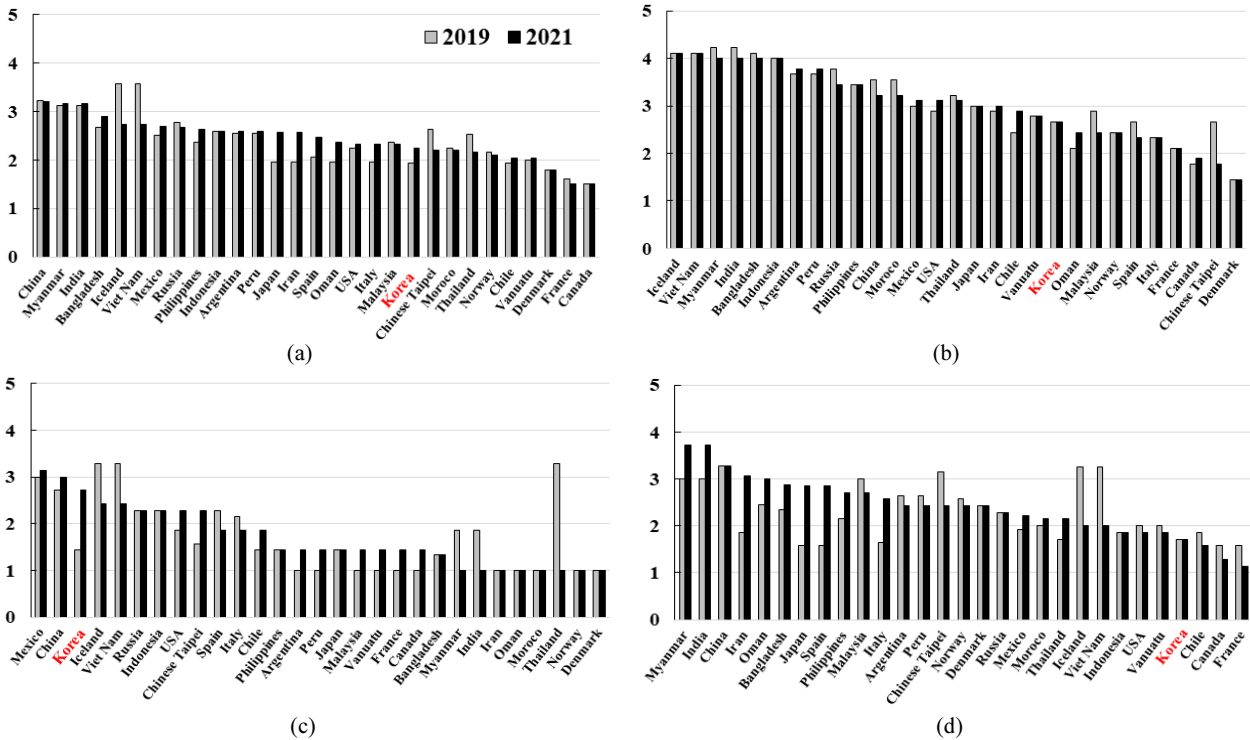 5
4
3
2
1
0
2019 2021
China
Myanmar
India
Bangladesh
Iceland
Viet Nam
Mexico
Russia
Philippines
Indonesia
Argentina
Peru
Japan
Iran
Spain
Oman
USA
Italy
Malaysia
Korea
Chinese Taipei
Moroco
Thailand
Norway
Chile
Vanuatu
Denmark
France
Canada
(a)
5
4
3
2
1
0
Iceland
Viet Nam
Myanmar
India
Bangladesh
Indonesia
Argentina
Peru
Russia
Philippines
China
Moroco
Mexico
USA
Thailand
Japan
Iran
Chile
Vanuatu
Korea
Oman
Malaysia
Norway
Spain
Italy
France
Canada
Chinese Taipei
Denmark
(b)
5
4
3
2
1
0
Mexico
China
Korea
Iceland
Viet Nam
Russia
Indonesia
USA
Chinese Taipei
Spain
Italy
Chile
Philippines
Argentina
Peru
Japan
Malaysia
Vanuatu
France
Canada
Bangladesh
Myanmar
India
Iran
Oman
Moroco
Thailand
Norway
Denmark
(c)
5
4
3
2
1
0
Myanmar
India
China
Iran
Oman
Bangladesh
Japan
Spain
Philippines
Malaysia
Italy
Argentina
Peru
Chinese Taipei
Norway
Denmark
Russia
Mexico
Moroco
Thailand
Iceland
Viet Nam
Indonesia
USA
Vanuatu
Korea
Chile
Canada
France
(d)